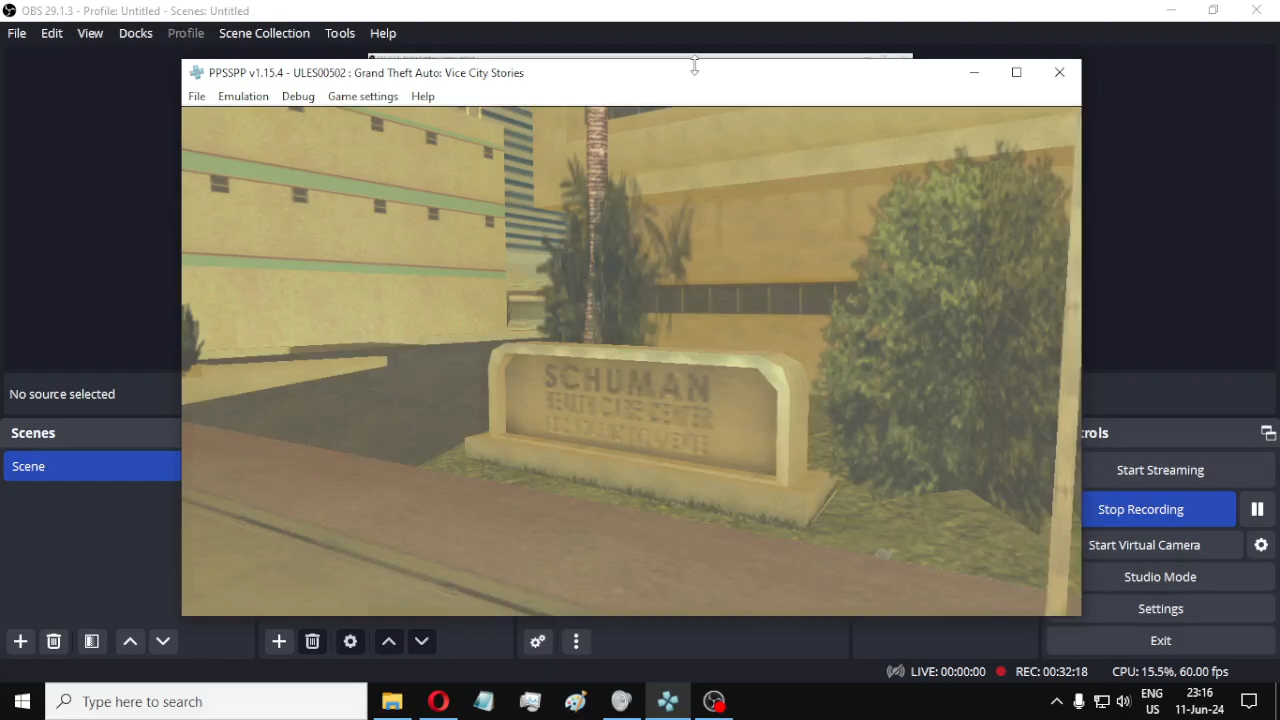 OBS 29.1.3 - Profile: Untitled - Scenes: Untitled
File Edit View Docks Profile Scene Collection Tools Help
PPSSPP v1.15.4 - ULES00502 : Grand Theft Auto: Vice City Stories
File Emulation Debug Game settings Help
SCHUMAN
HEALTH CARE CENTER
No source selected
Scenes
Scene
rols
Start Streaming
Stop Recording
Start Virtual Camera
Studio Mode
Settings
Exit
LIVE: 00:00:00 REC: 00:32:18 CPU: 15.5%, 60.00 fps
Type here to search
ENG
US
23:16
11-Jun-24